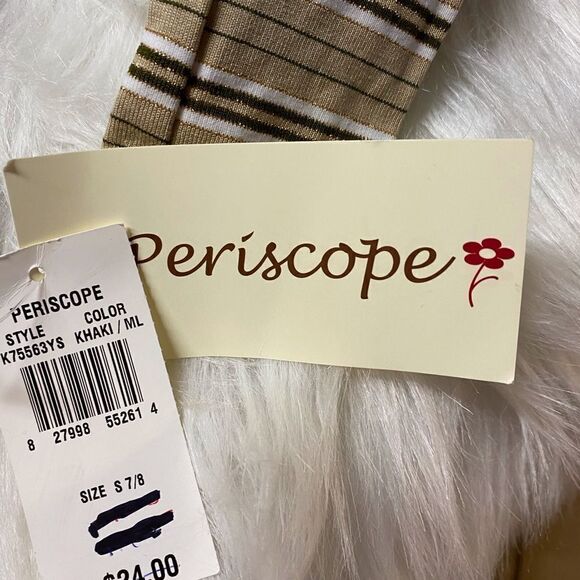 Periscope
PERISCOPE
STYLE COLOR
K75563YS KHAKI / ML
8 27998 55261 4
SIZE S 7/8
$24.00